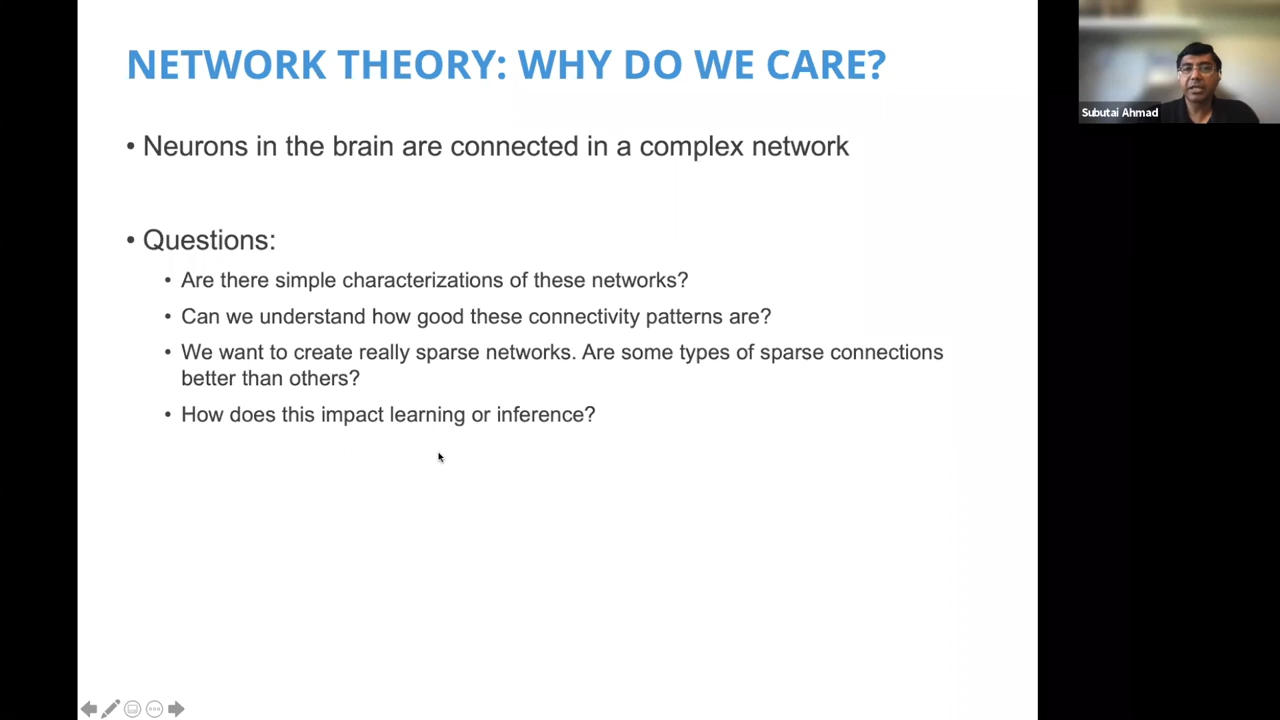 NETWORK THEORY: WHY DO WE CARE?
• Neurons in the brain are connected in a complex network
• Questions:
• Are there simple characterizations of these networks?
• Can we understand how good these connectivity patterns are?
• We want to create really sparse networks. Are some types of sparse connections
better than others?
• How does this impact learning or inference?
Subutai Ahmad